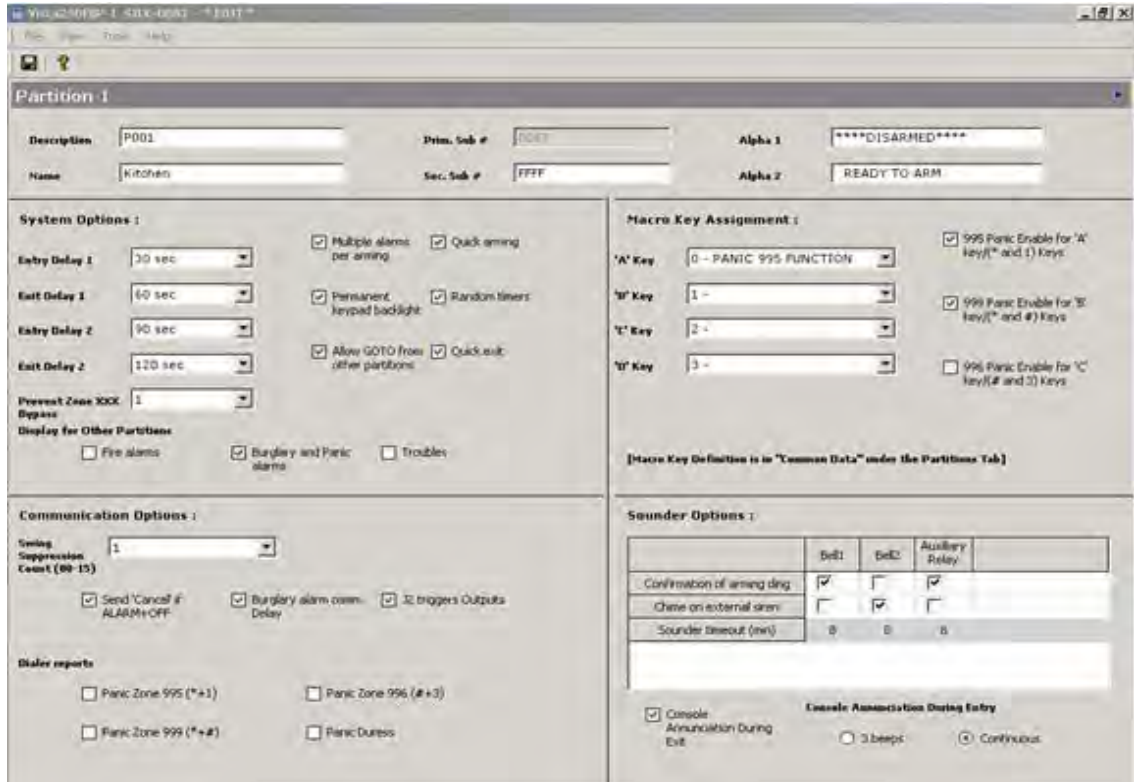 *EDIT*
View Tools Help
Partition 1
Description P001 Prim. Sub # Alpha 1 ****DISARMED****
Name Kitchen Sec. Sub # FFFF Alpha 2 READY TO ARM
System Options :
Entry Delay 1 30 sec
Exit Delay 1 60 sec
Entry Delay 2 90 sec
Exit Delay 2 120 sec
Prevent Zone XXX Bypass 1
Multiple alarms per arming
Quick arming
Permanent keypad backlight
Random timers
Allow GOTO from other partitions
Quick exit
Display for Other Partitions
Fire alarms
Burglary and Panic alarms
Troubles
Macro Key Assignment :
'A' Key 0 - PANIC 995 FUNCTION
'B' Key 1 -
'C' Key 2 -
'D' Key 3 -
995 Panic Enable for 'A' key/(* and 1) Keys
999 Panic Enable for 'B' key/(* and #) Keys
996 Panic Enable for 'C' key/(# and 3) Keys
[Macro Key Definition is in "Common Data" under the Partitions Tab]
Communication Options :
Swing Suppression Count (00-15) 1
Send 'Cancel' if ALARM+OFF
Burglary alarm comm. Delay
J2 triggers Outputs
Dialer reports
Panic Zone 995 (*+1)
Panic Zone 996 (#+3)
Panic Zone 999 (*+#)
Panic Duress
Sounder Options :
Bell1 Bell2 Auxiliary Relay
Confirmation of arming ding
Chime on external siren
Sounder timeout (min) 8 8 8
Console Annunciation During Exit
Console Annunciation During Entry
3 beeps
Continuous